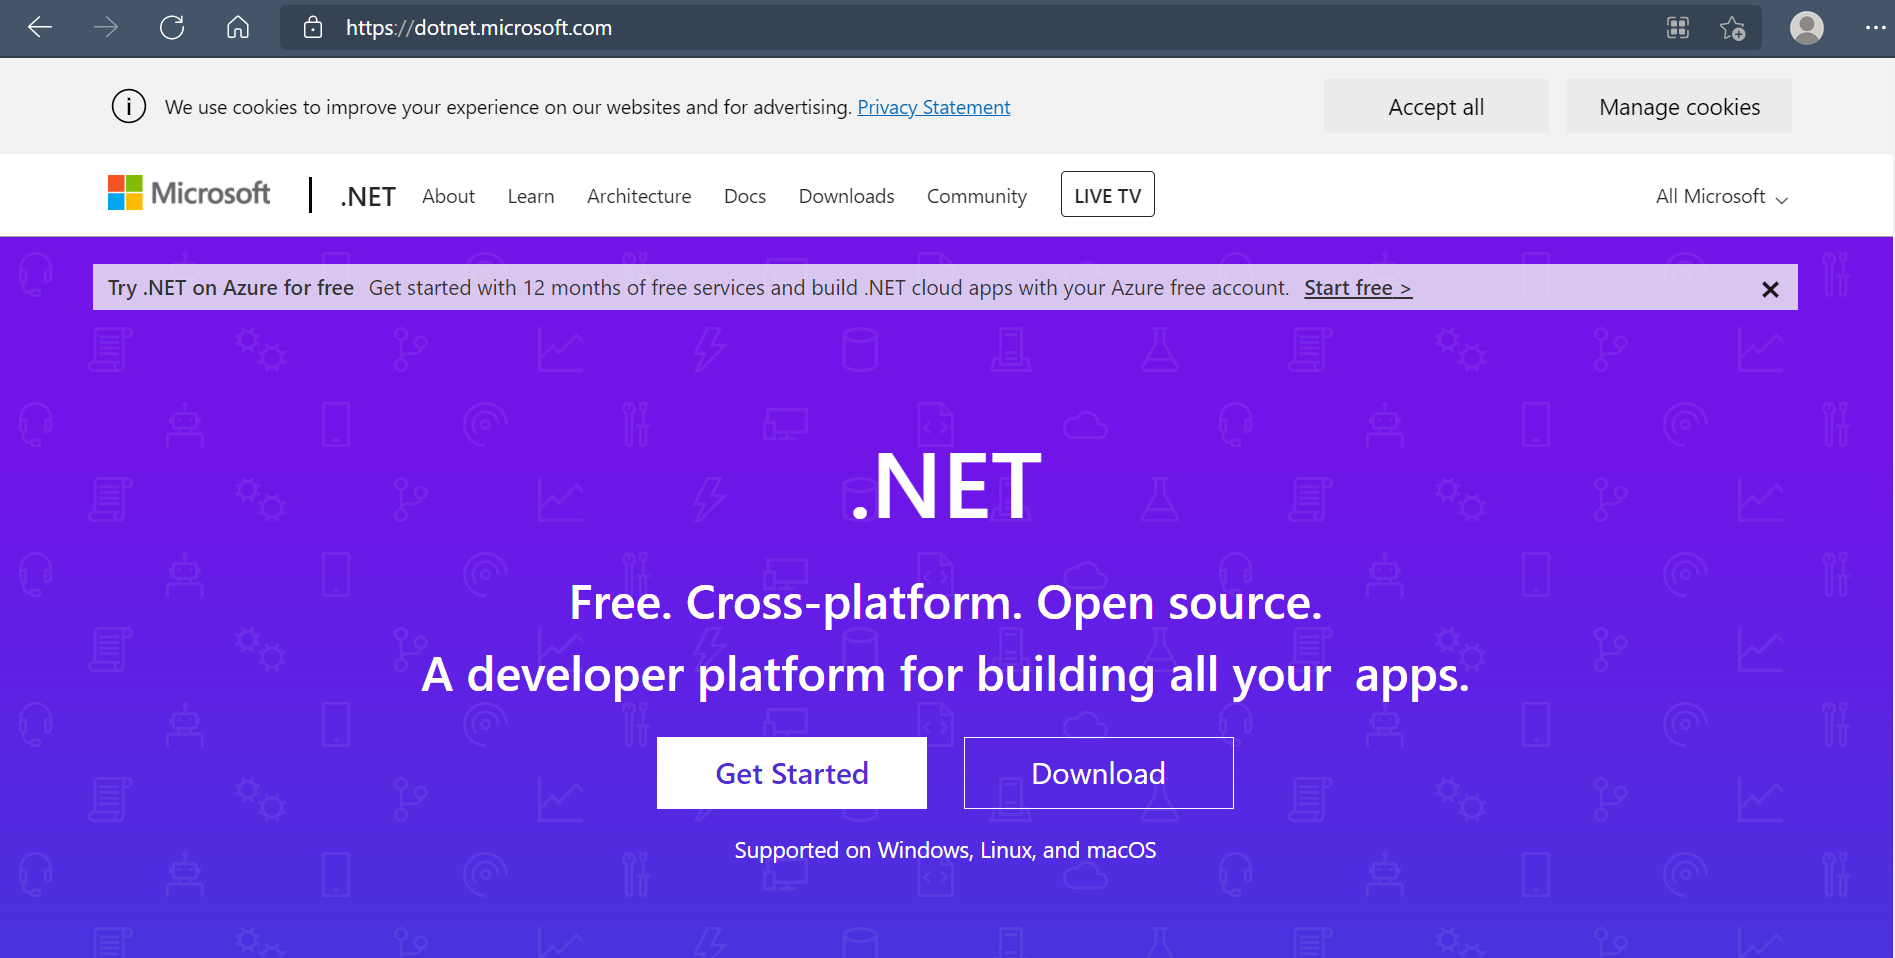 https://dotnet.microsoft.com
We use cookies to improve your experience on our websites and for advertising. Privacy Statement
Accept all
Manage cookies
Microsoft
.NET
About
Learn
Architecture
Docs
Downloads
Community
LIVE TV
All Microsoft
Try .NET on Azure for free Get started with 12 months of free services and build .NET cloud apps with your Azure free account. Start free >
.NET
Free. Cross-platform. Open source.
A developer platform for building all your apps.
Get Started
Download
Supported on Windows, Linux, and macOS